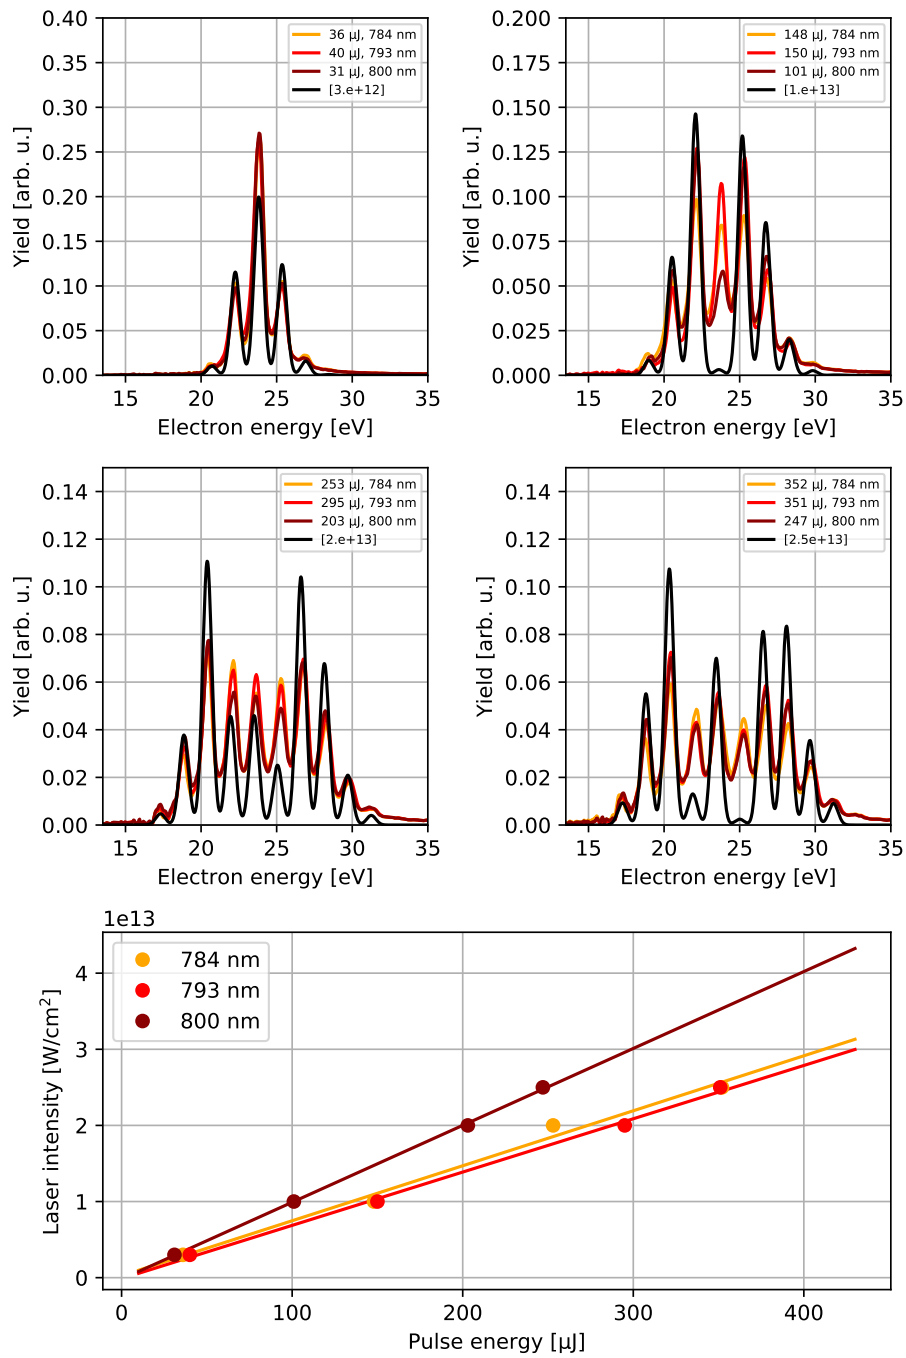 0.40
0.35
0.30
0.25
0.20
0.15
0.10
0.05
0.00
Yield [arb. u.]
36 µJ, 784 nm
40 µJ, 793 nm
31 µJ, 800 nm
[3.e+12]
15 20 25 30 35
Electron energy [eV]
0.200
0.175
0.150
0.125
0.100
0.075
0.050
0.025
0.000
Yield [arb. u.]
148 µJ, 784 nm
150 µJ, 793 nm
101 µJ, 800 nm
[1.e+13]
15 20 25 30 35
Electron energy [eV]
0.14
0.12
0.10
0.08
0.06
0.04
0.02
0.00
Yield [arb. u.]
253 µJ, 784 nm
295 µJ, 793 nm
203 µJ, 800 nm
[2.e+13]
15 20 25 30 35
Electron energy [eV]
0.14
0.12
0.10
0.08
0.06
0.04
0.02
0.00
Yield [arb. u.]
352 µJ, 784 nm
351 µJ, 793 nm
247 µJ, 800 nm
[2.5e+13]
15 20 25 30 35
Electron energy [eV]
1e13
4
3
2
1
0
Laser intensity [W/cm²]
784 nm
793 nm
800 nm
0 100 200 300 400
Pulse energy [µJ]